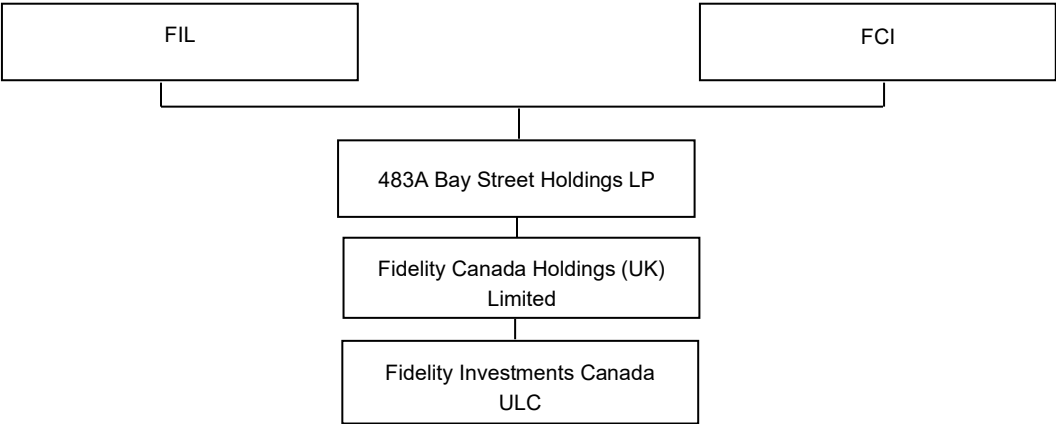 FIL
FCI
483A Bay Street Holdings LP
Fidelity Canada Holdings (UK)
Limited
Fidelity Investments Canada
ULC